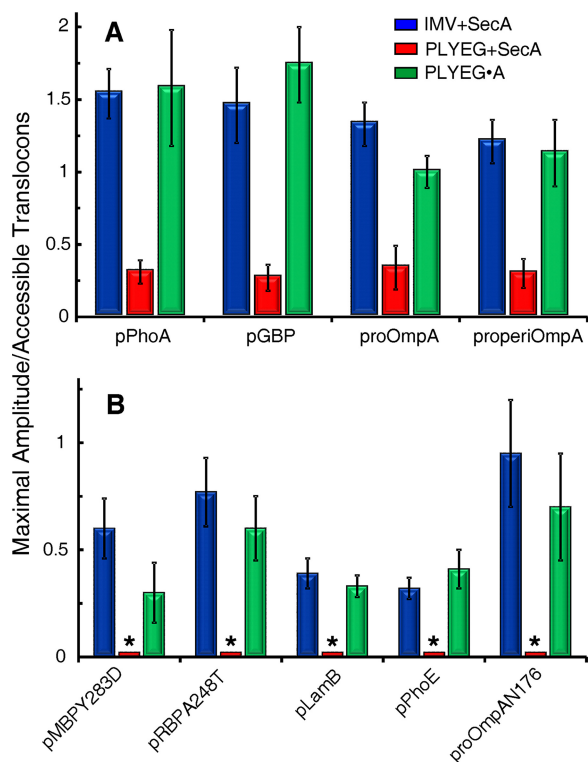 A
IMV+SecA
PLYEG+SecA
PLYEG•A
2
1.5
1
0.5
0
pPhoA pGBP proOmpA properiOmpA
Maximal Amplitude/Accessible Translocons
B
1
0.5
0
* * * * *
pMBPY283D pRBPA248T pLamB pPhoE proOmpAN176